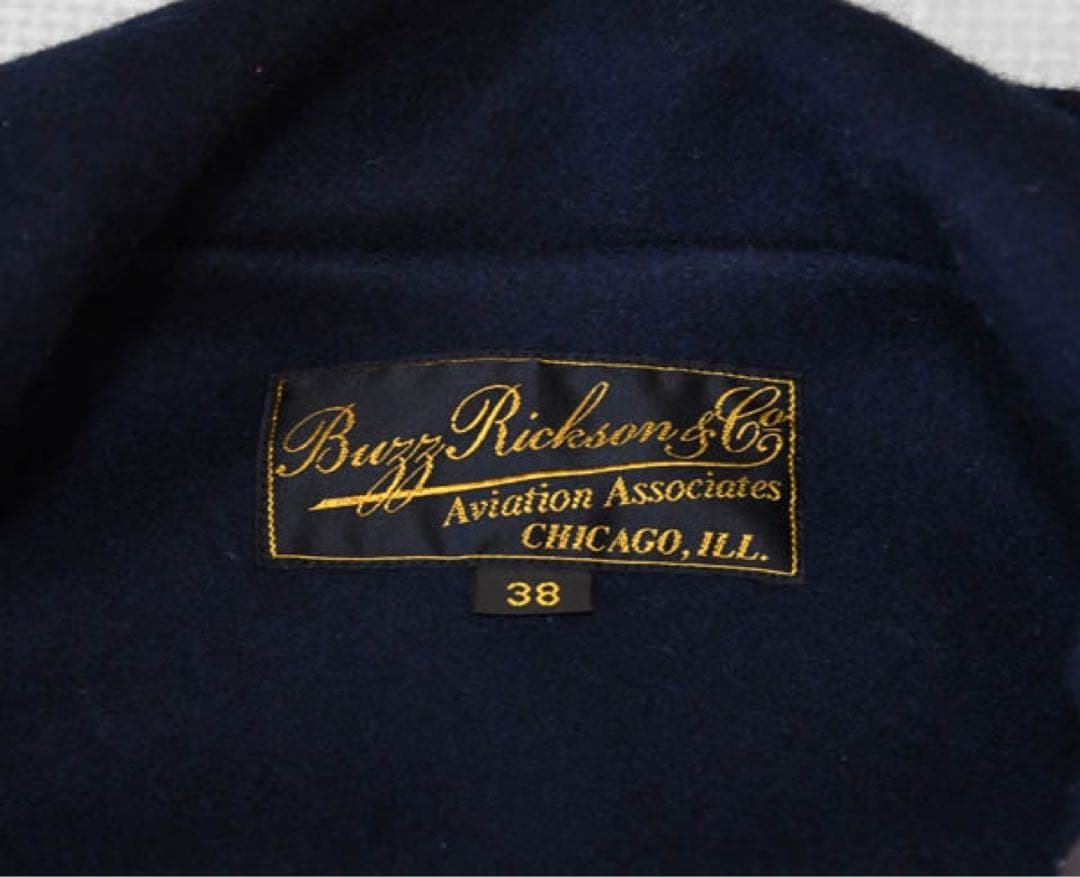 Buzz Rickson & Co
Aviation Associates
CHICAGO, ILL.
38